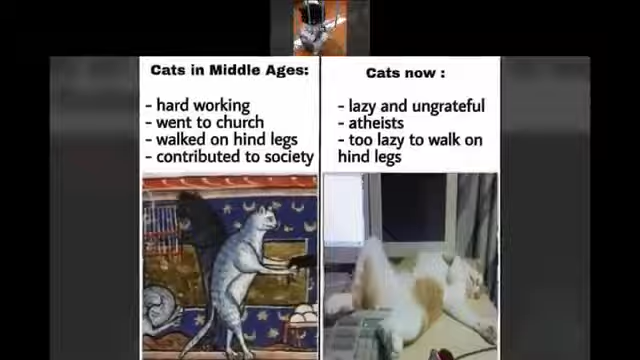 Cats in Middle Ages:
- hard working
- went to church
- walked on hind legs
- contributed to society
Cats now :
- lazy and ungrateful
- atheists
- too lazy to walk on
hind legs